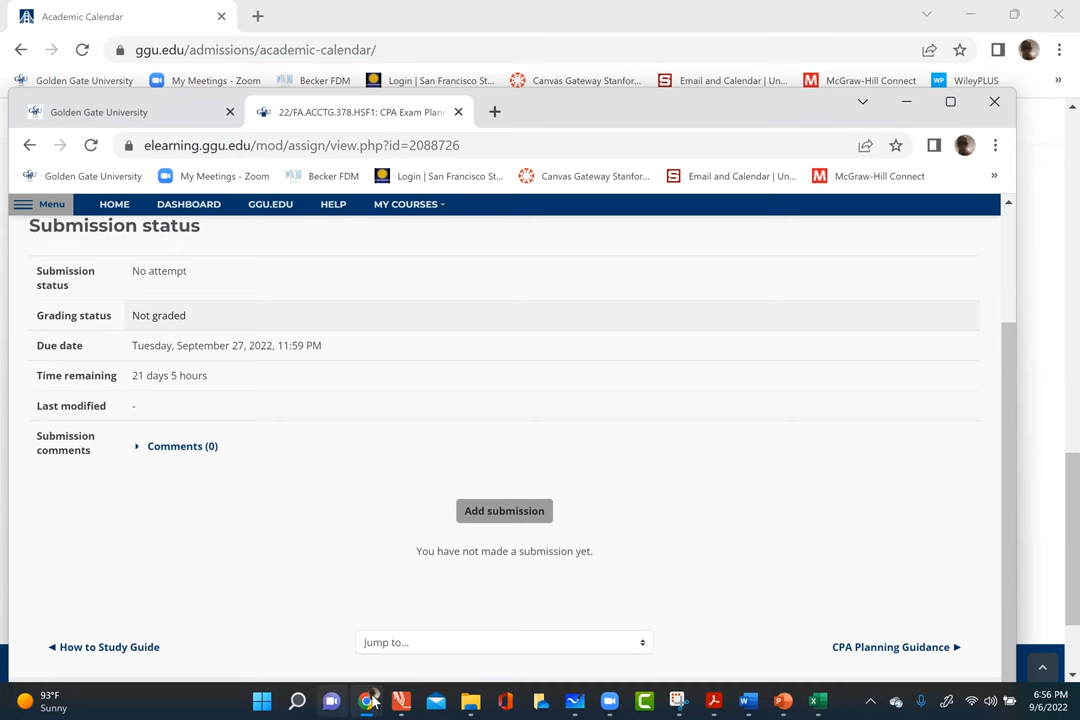 Academic Calendar
ggu.edu/admissions/academic-calendar/
Golden Gate University My Meetings - Zoom Becker FDM Login | San Francisco St... Canvas Gateway Stanfor... Email and Calendar | Un... McGraw-Hill Connect WileyPLUS »
Golden Gate University 22/FA.ACCTG.378.HSF1: CPA Exam Plann
elearning.ggu.edu/mod/assign/view.php?id=2088726
Golden Gate University My Meetings - Zoom Becker FDM Login | San Francisco St... Canvas Gateway Stanfor... Email and Calendar | Un... McGraw-Hill Connect »
Menu HOME DASHBOARD GGU.EDU HELP MY COURSES
Submission status
Submission status No attempt
Grading status Not graded
Due date Tuesday, September 27, 2022, 11:59 PM
Time remaining 21 days 5 hours
Last modified -
Submission comments Comments (0)
Add submission
You have not made a submission yet.
Jump to...
◄ How to Study Guide CPA Planning Guidance ►
93°F
Sunny
6:56 PM
9/6/2022